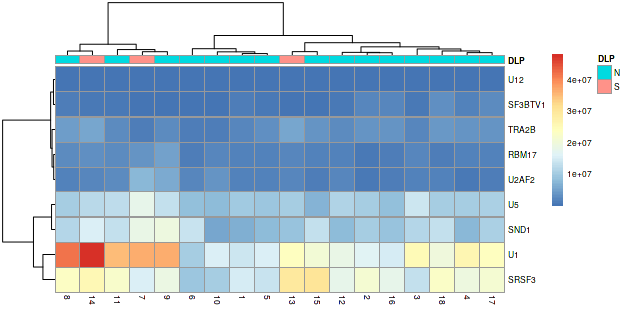 DLP
U12
SF3BTV1
TRA2B
RBM17
U2AF2
U5
SND1
U1
SRSF3
8 14 11 7 9 6 10 1 5 13 15 12 2 16 3 18 4 17
4e+07
3e+07
2e+07
1e+07
DLP
N
S